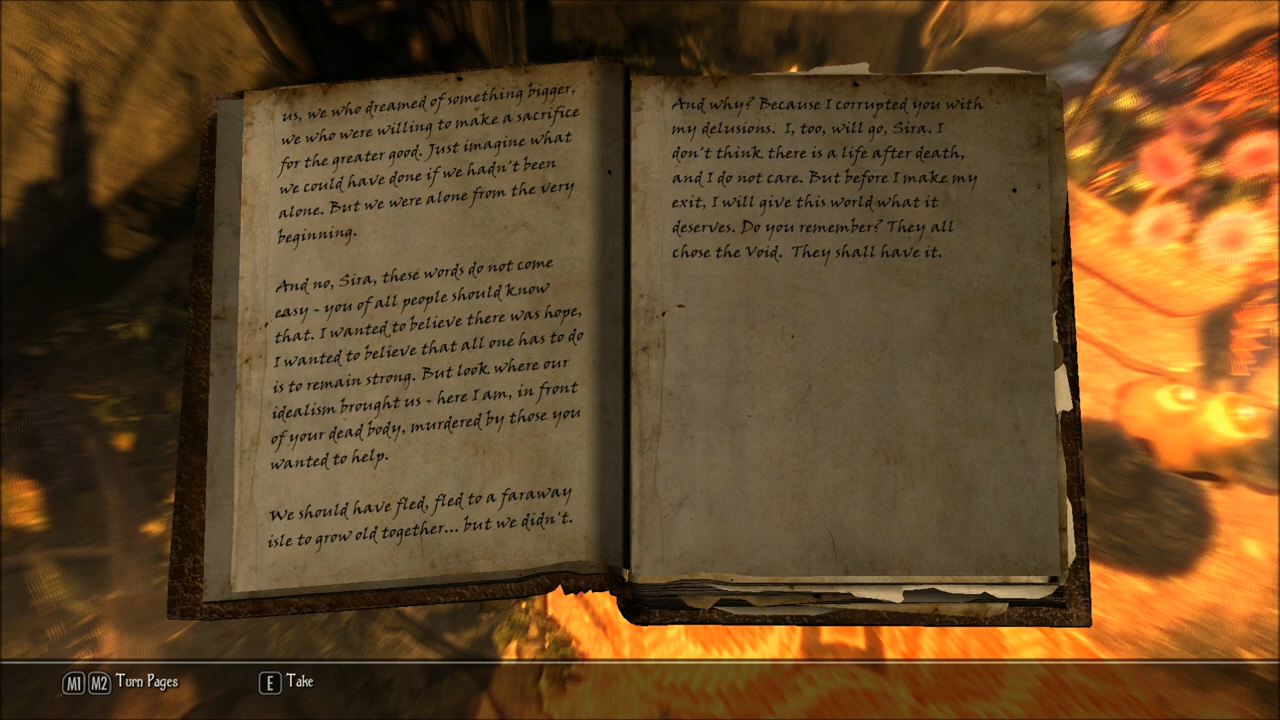 us, we who dreamed of something bigger,
we who were willing to make a sacrifice
for the greater good. Just imagine what
we could have done if we hadn't been
alone. But we were alone from the very
beginning.
And no, Sira, these words do not come
easy - you of all people should know
that. I wanted to believe there was hope,
I wanted to believe that all one has to do
is to remain strong. But look where our
idealism brought us - here I am, in front
of your dead body, murdered by those you
wanted to help.
We should have fled, fled to a faraway
isle to grow old together... but we didn't.
And why? Because I corrupted you with
my delusions. I, too, will go, Sira. I
don't think there is a life after death,
and I do not care. But before I make my
exit, I will give this world what it
deserves. Do you remember? They all
chose the Void. They shall have it.
M1 M2 Turn Pages
E Take